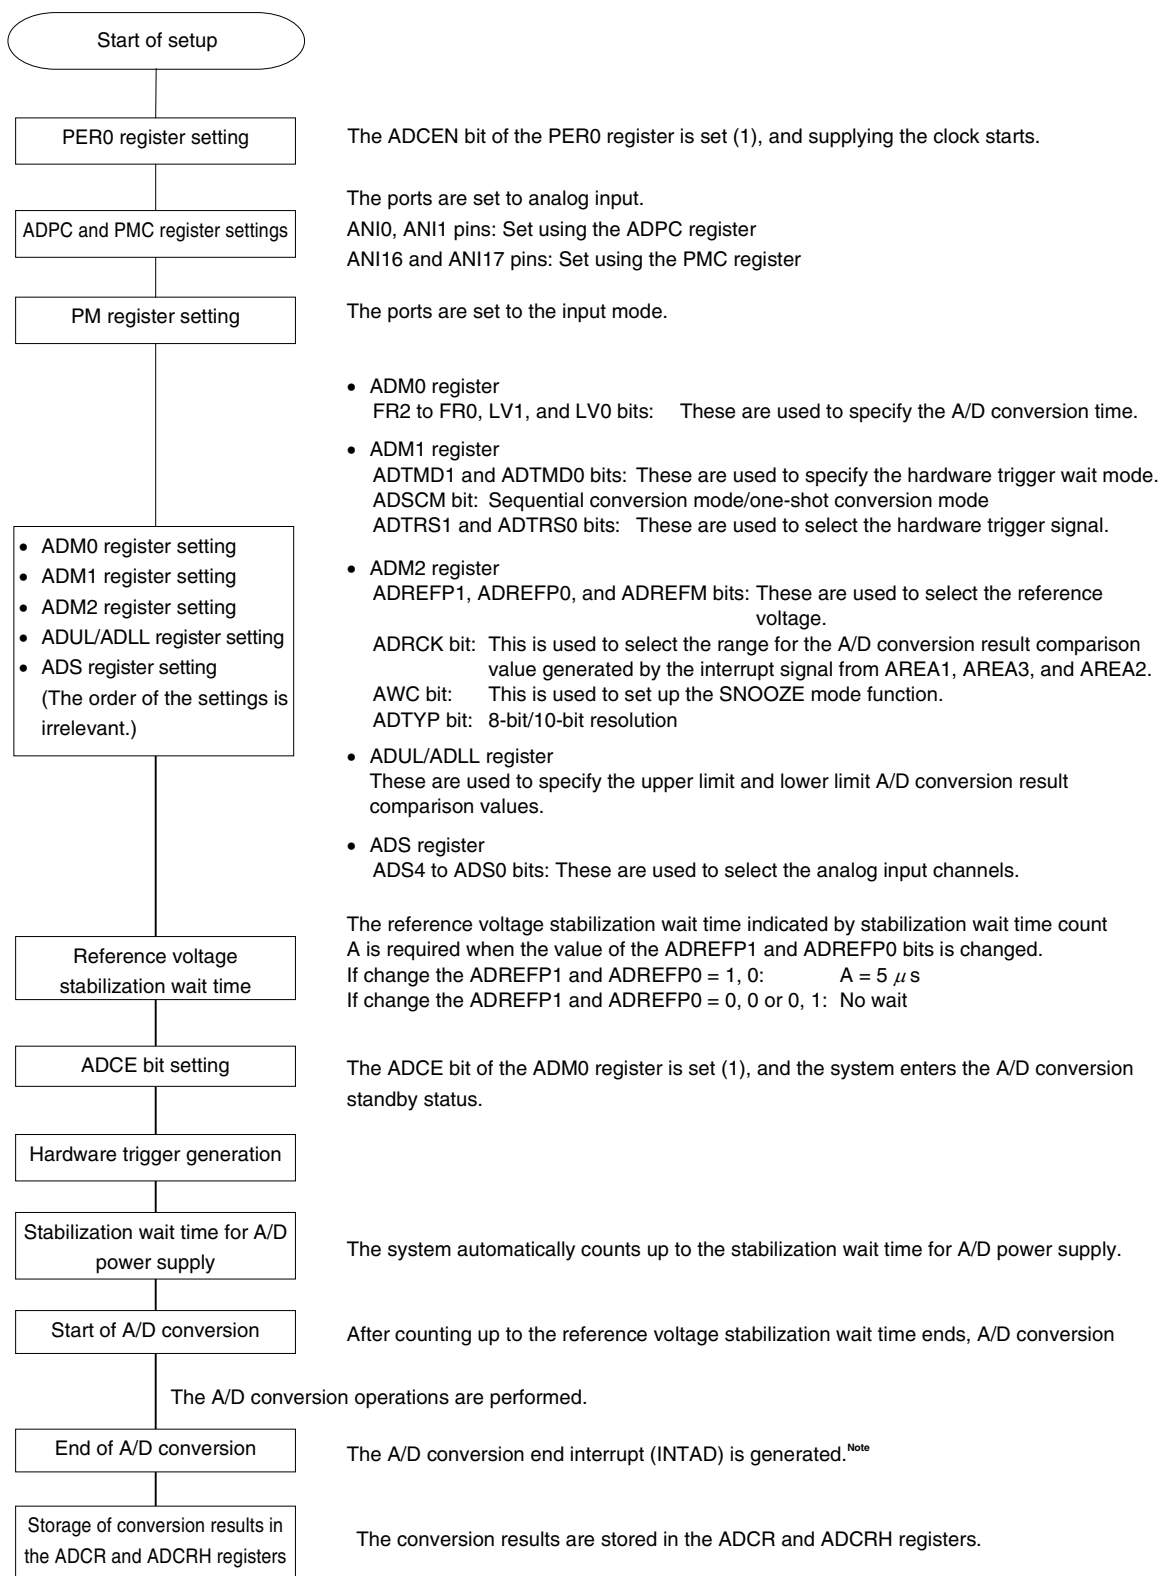 Start of setup
PER0 register setting
The ADCEN bit of the PER0 register is set (1), and supplying the clock starts.
ADPC and PMC register settings
The ports are set to analog input.
ANI0, ANI1 pins: Set using the ADPC register
ANI16 and ANI17 pins: Set using the PMC register
PM register setting
The ports are set to the input mode.
• ADM0 register setting
• ADM1 register setting
• ADM2 register setting
• ADUL/ADLL register setting
• ADS register setting
(The order of the settings is
irrelevant.)
• ADM0 register
FR2 to FR0, LV1, and LV0 bits: These are used to specify the A/D conversion time.
• ADM1 register
ADTMD1 and ADTMD0 bits: These are used to specify the hardware trigger wait mode.
ADSCM bit: Sequential conversion mode/one-shot conversion mode
ADTRS1 and ADTRS0 bits: These are used to select the hardware trigger signal.
• ADM2 register
ADREFP1, ADREFP0, and ADREFM bits: These are used to select the reference
voltage.
ADRCK bit: This is used to select the range for the A/D conversion result comparison
value generated by the interrupt signal from AREA1, AREA3, and AREA2.
AWC bit: This is used to set up the SNOOZE mode function.
ADTYP bit: 8-bit/10-bit resolution
• ADUL/ADLL register
These are used to specify the upper limit and lower limit A/D conversion result
comparison values.
• ADS register
ADS4 to ADS0 bits: These are used to select the analog input channels.
Reference voltage
stabilization wait time
The reference voltage stabilization wait time indicated by stabilization wait time count
A is required when the value of the ADREFP1 and ADREFP0 bits is changed.
If change the ADREFP1 and ADREFP0 = 1, 0: A = 5 μ s
If change the ADREFP1 and ADREFP0 = 0, 0 or 0, 1: No wait
ADCE bit setting
The ADCE bit of the ADM0 register is set (1), and the system enters the A/D conversion
standby status.
Hardware trigger generation
Stabilization wait time for A/D
power supply
The system automatically counts up to the stabilization wait time for A/D power supply.
Start of A/D conversion
After counting up to the reference voltage stabilization wait time ends, A/D conversion
The A/D conversion operations are performed.
End of A/D conversion
The A/D conversion end interrupt (INTAD) is generated.Note
Storage of conversion results in
the ADCR and ADCRH registers
The conversion results are stored in the ADCR and ADCRH registers.